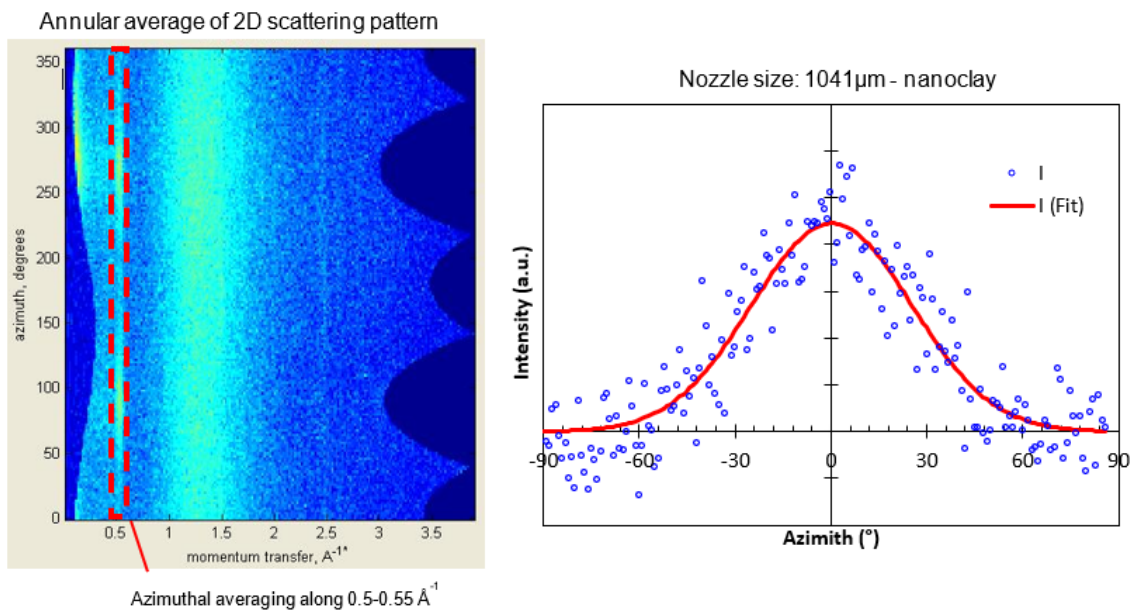 Annular average of 2D scattering pattern
350
300
250
200
150
100
50
0
azimuth, degrees
0.5 1 1.5 2 2.5 3 3.5
momentum transfer, A⁻¹*
Azimuthal averaging along 0.5-0.55 Å⁻¹
Nozzle size: 1041µm - nanoclay
I
I (Fit)
Intensity (a.u.)
-90 -60 -30 0 30 60 90
Azimith (°)